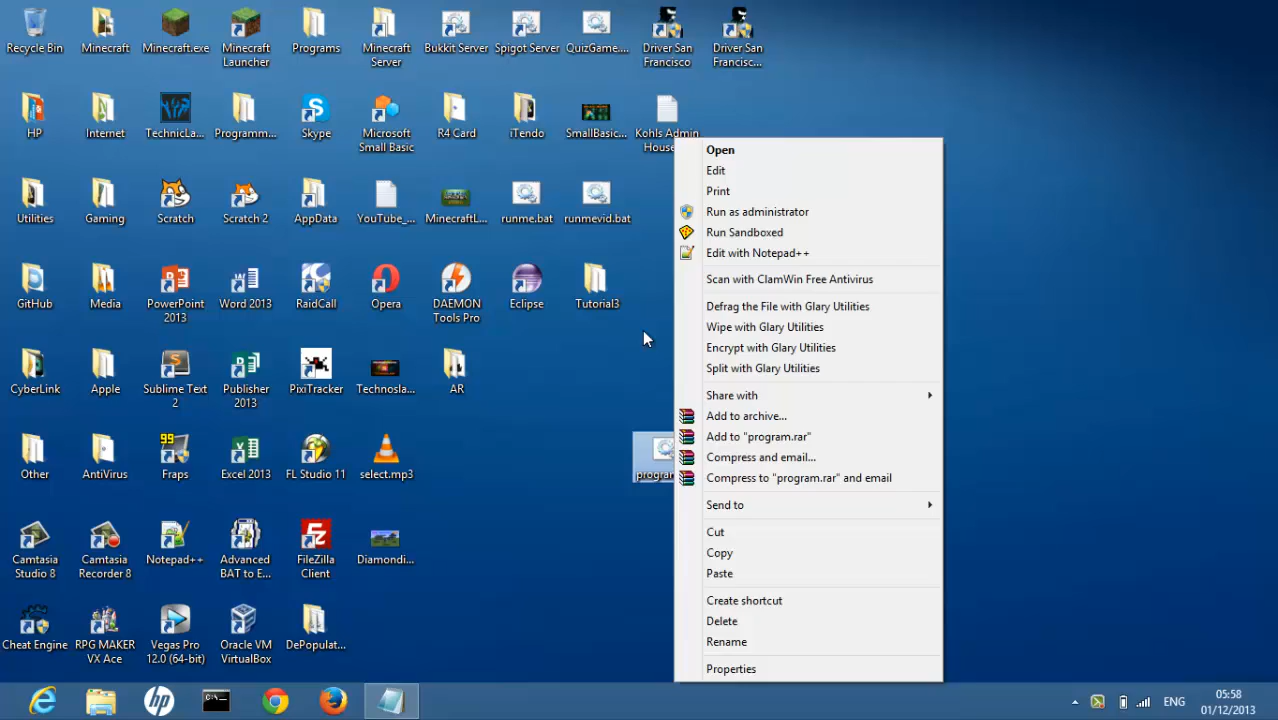 Recycle Bin
Minecraft
Minecraft.exe
Minecraft
Launcher
Programs
Minecraft
Server
Bukkit Server
Spigot Server
QuizGame....
Driver San
Francisco
Driver San
Francisc...
HP
Internet
TechnicLa...
Programm...
Skype
Microsoft
Small Basic
R4 Card
iTendo
SmallBasic...
Kohls Admin
House
Utilities
Gaming
Scratch
Scratch 2
AppData
YouTube_...
MinecraftL...
runme.bat
runmevid.bat
GitHub
Media
PowerPoint
2013
Word 2013
RaidCall
Opera
DAEMON
Tools Pro
Eclipse
Tutorial3
CyberLink
Apple
Sublime Text
2
Publisher
2013
PixiTracker
Technosla...
AR
Other
AntiVirus
99
Fraps
Excel 2013
FL Studio 11
select.mp3
Camtasia
Studio 8
Camtasia
Recorder 8
Notepad++
Advanced
BAT to E...
FileZilla
Client
Diamondi...
Cheat Engine
RPG MAKER
VX Ace
Vegas Pro
12.0 (64-bit)
Oracle VM
VirtualBox
DePopulat...
Open
Edit
Print
Run as administrator
Run Sandboxed
Edit with Notepad++
Scan with ClamWin Free Antivirus
Defrag the File with Glary Utilities
Wipe with Glary Utilities
Encrypt with Glary Utilities
Split with Glary Utilities
Share with
Add to archive...
Add to "program.rar"
Compress and email...
Compress to "program.rar" and email
Send to
Cut
Copy
Paste
Create shortcut
Delete
Rename
Properties
hp
C:\_
ENG
05:58
01/12/2013